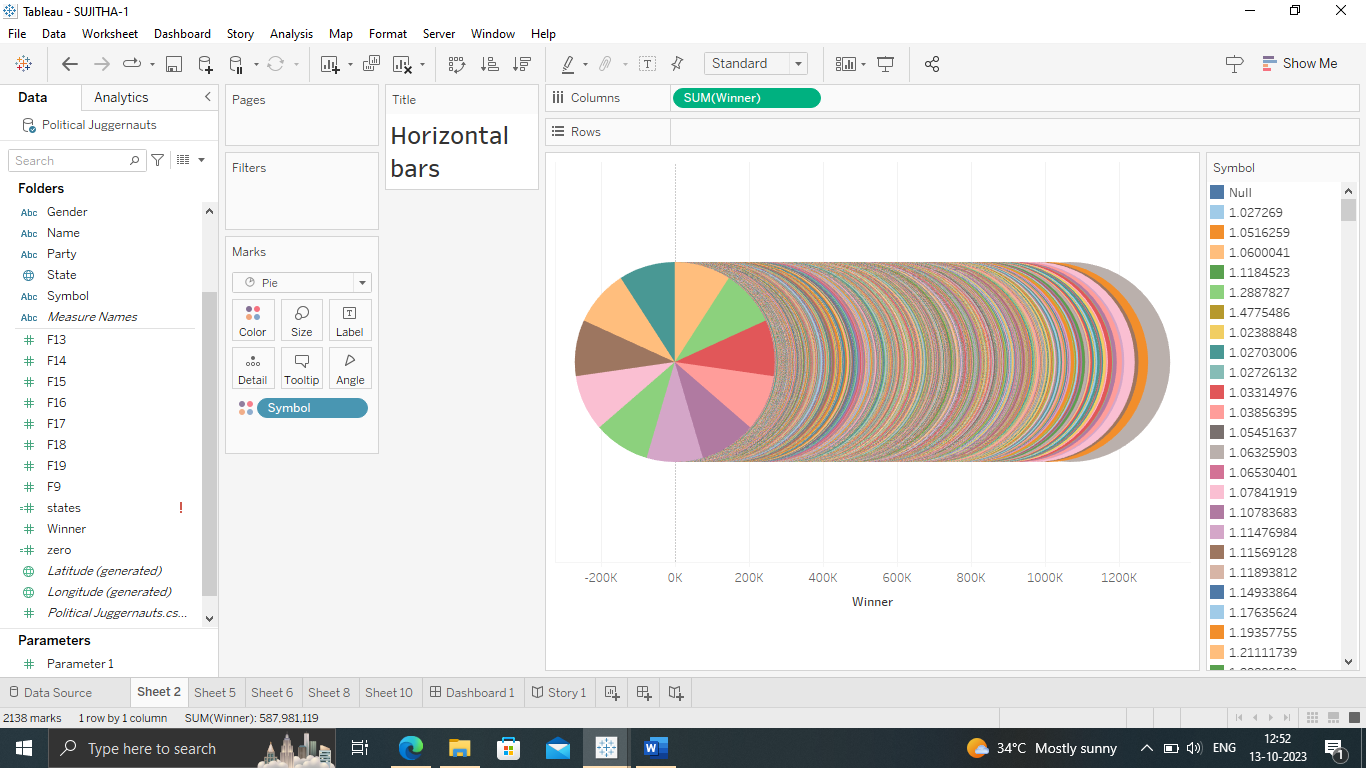 Tableau - SUJITHA-1
File Data Worksheet Dashboard Story Analysis Map Format Server Window Help
Standard
Show Me
Data Analytics
Political Juggernauts
Search
Folders
Abc Gender
Abc Name
Abc Party
State
Abc Symbol
Abc Measure Names
F13
F14
F15
F16
F17
F18
F19
F9
states !
Winner
zero
Latitude (generated)
Longitude (generated)
Political Juggernauts.cs...
Parameters
Parameter 1
Pages
Filters
Marks
Pie
Color Size Label
Detail Tooltip Angle
Symbol
Title
Horizontal
bars
Columns SUM(Winner)
Rows
-200K 0K 200K 400K 600K 800K 1000K 1200K
Winner
Symbol
Null
1.027269
1.0516259
1.0600041
1.1184523
1.2887827
1.4775486
1.02388848
1.02703006
1.02726132
1.03314976
1.03856395
1.05451637
1.06325903
1.06530401
1.07841919
1.10783683
1.11476984
1.11569128
1.11893812
1.14933864
1.17635624
1.19357755
1.21111739
Data Source Sheet 2 Sheet 5 Sheet 6 Sheet 8 Sheet 10 Dashboard 1 Story 1
2138 marks 1 row by 1 column SUM(Winner): 587,981,119
Type here to search
34°C Mostly sunny
ENG
12:52
13-10-2023
1